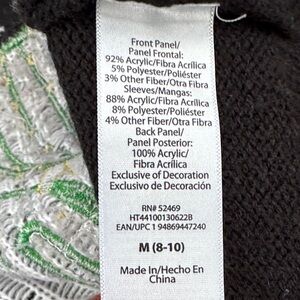 Front Panel/
Panel Frontal:
92% Acrylic/Fibra Acrílica
5% Polyester/Poliéster
3% Other Fiber/Otra Fibra
Sleeves/Mangas:
88% Acrylic/Fibra Acrílica
8% Polyester/Poliéster
4% Other Fiber/Otra Fibra
Back Panel/
Panel Posterior:
100% Acrylic/
Fibra Acrílica
Exclusive of Decoration
Exclusivo de Decoración
RN# 52469
HT44100130622B
EAN/UPC 1 94869447240
M (8-10)
Made In/Hecho En
China